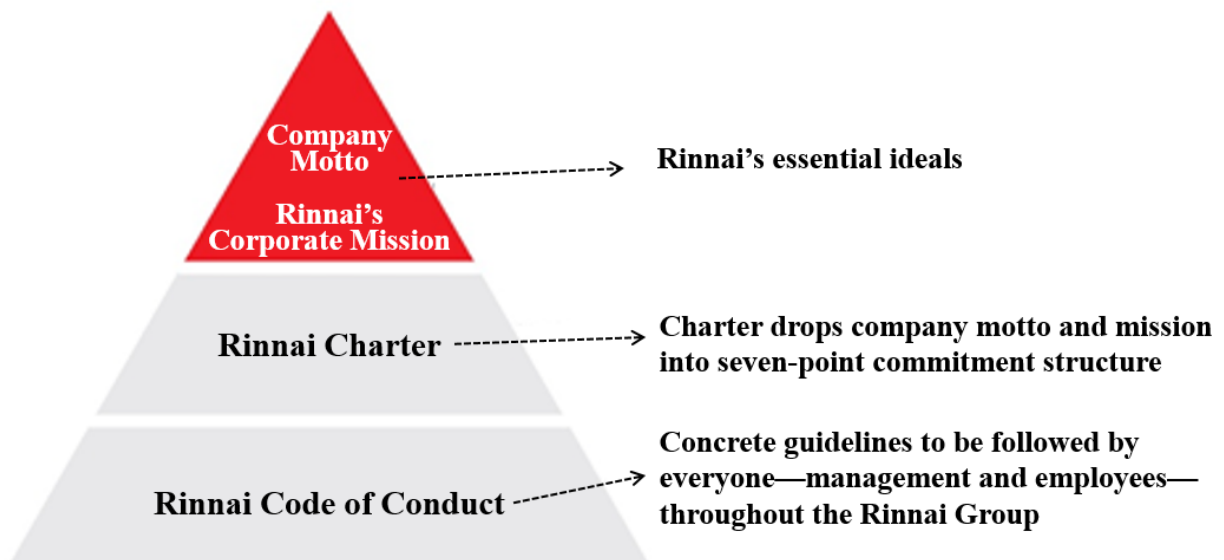 Company
Motto
Rinnai's
Corporate Mission
Rinnai's essential ideals
Rinnai Charter
Charter drops company motto and mission
into seven-point commitment structure
Rinnai Code of Conduct
Concrete guidelines to be followed by
everyone—management and employees—
throughout the Rinnai Group